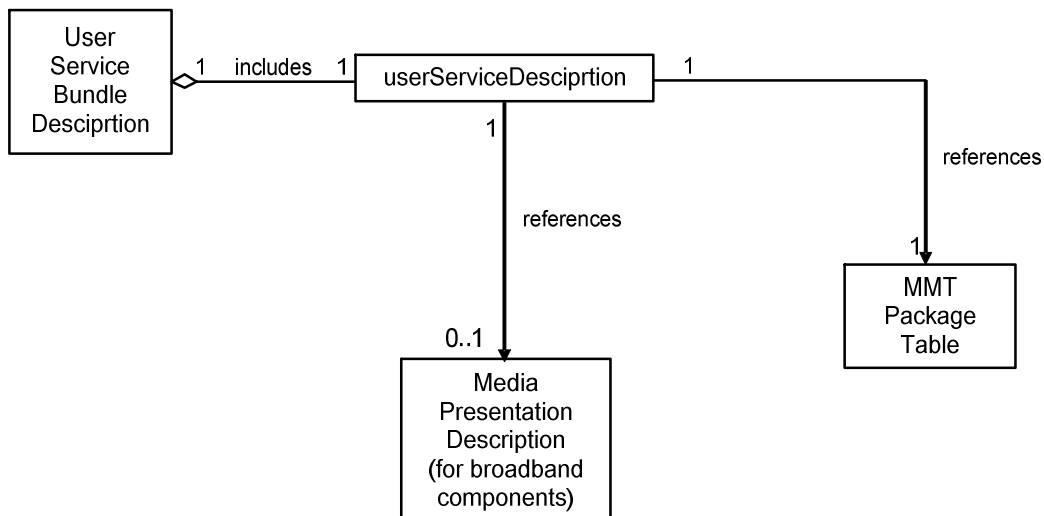 User
Service
Bundle
Desciprtion
1
includes
1
userServiceDesciprtion
1
1
references
references
0..1
1
Media
Presentation
Description
(for broadband
components)
MMT
Package
Table